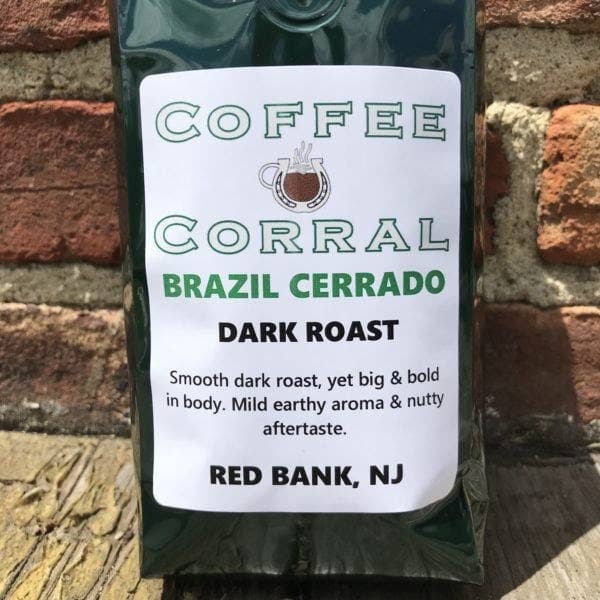 COFFEE
CORRAL
BRAZIL CERRADO
DARK ROAST
Smooth dark roast, yet big & bold
in body. Mild earthy aroma & nutty
aftertaste.
RED BANK, NJ